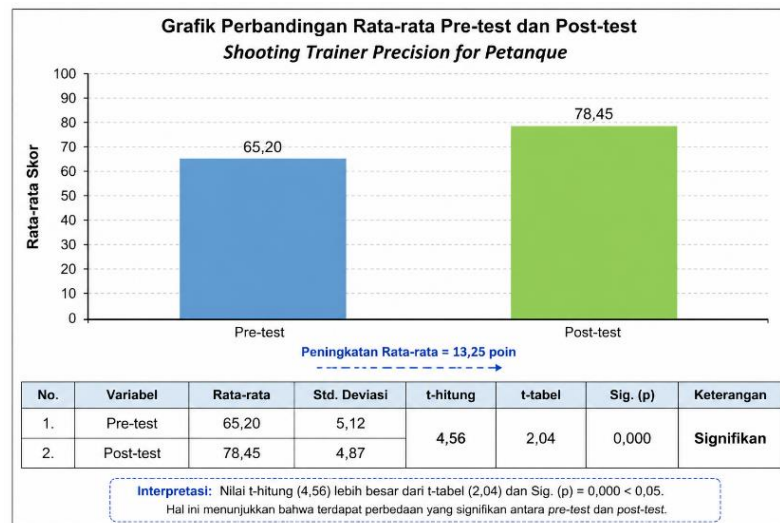 Grafik Perbandingan Rata-rata Pre-test dan Post-test
Shooting Trainer Precision for Petanque
Rata-rata Skor
100
90
80
70
60
50
40
30
20
10
0
65,20
78,45
Pre-test
Post-test
Peningkatan Rata-rata = 13,25 poin
No. Variabel Rata-rata Std. Deviasi t-hitung t-tabel Sig. (p) Keterangan
1. Pre-test 65,20 5,12 4,56 2,04 0,000 Signifikan
2. Post-test 78,45 4,87
Interpretasi: Nilai t-hitung (4,56) lebih besar dari t-tabel (2,04) dan Sig. (p) = 0,000 < 0,05.
Hal ini menunjukkan bahwa terdapat perbedaan yang signifikan antara pre-test dan post-test.